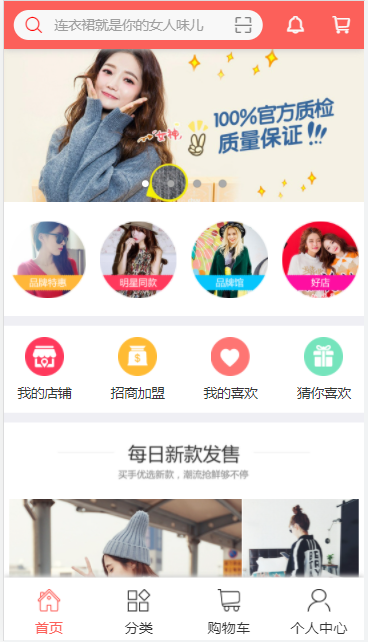 连衣裙就是你的女人味儿
100%官方质检
女神,
质量保证!!!
品牌特惠
明星同款
品牌馆
好店
我的店铺
招商加盟
我的喜欢
猜你喜欢
每日新款发售
买手优选新款，潮流抢鲜够不停
首页
分类
购物车
个人中心